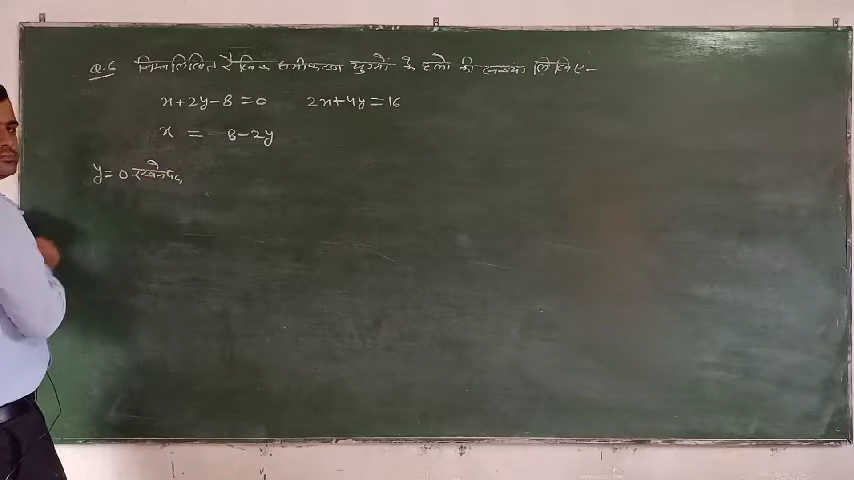 Q.6 निम्नलिखित रैखिक समीकरण युग्मों के हलों की संख्या लिखिए-
x+2y-8=0 2x+4y=16
x = 8-2y
y=0 रखने पर